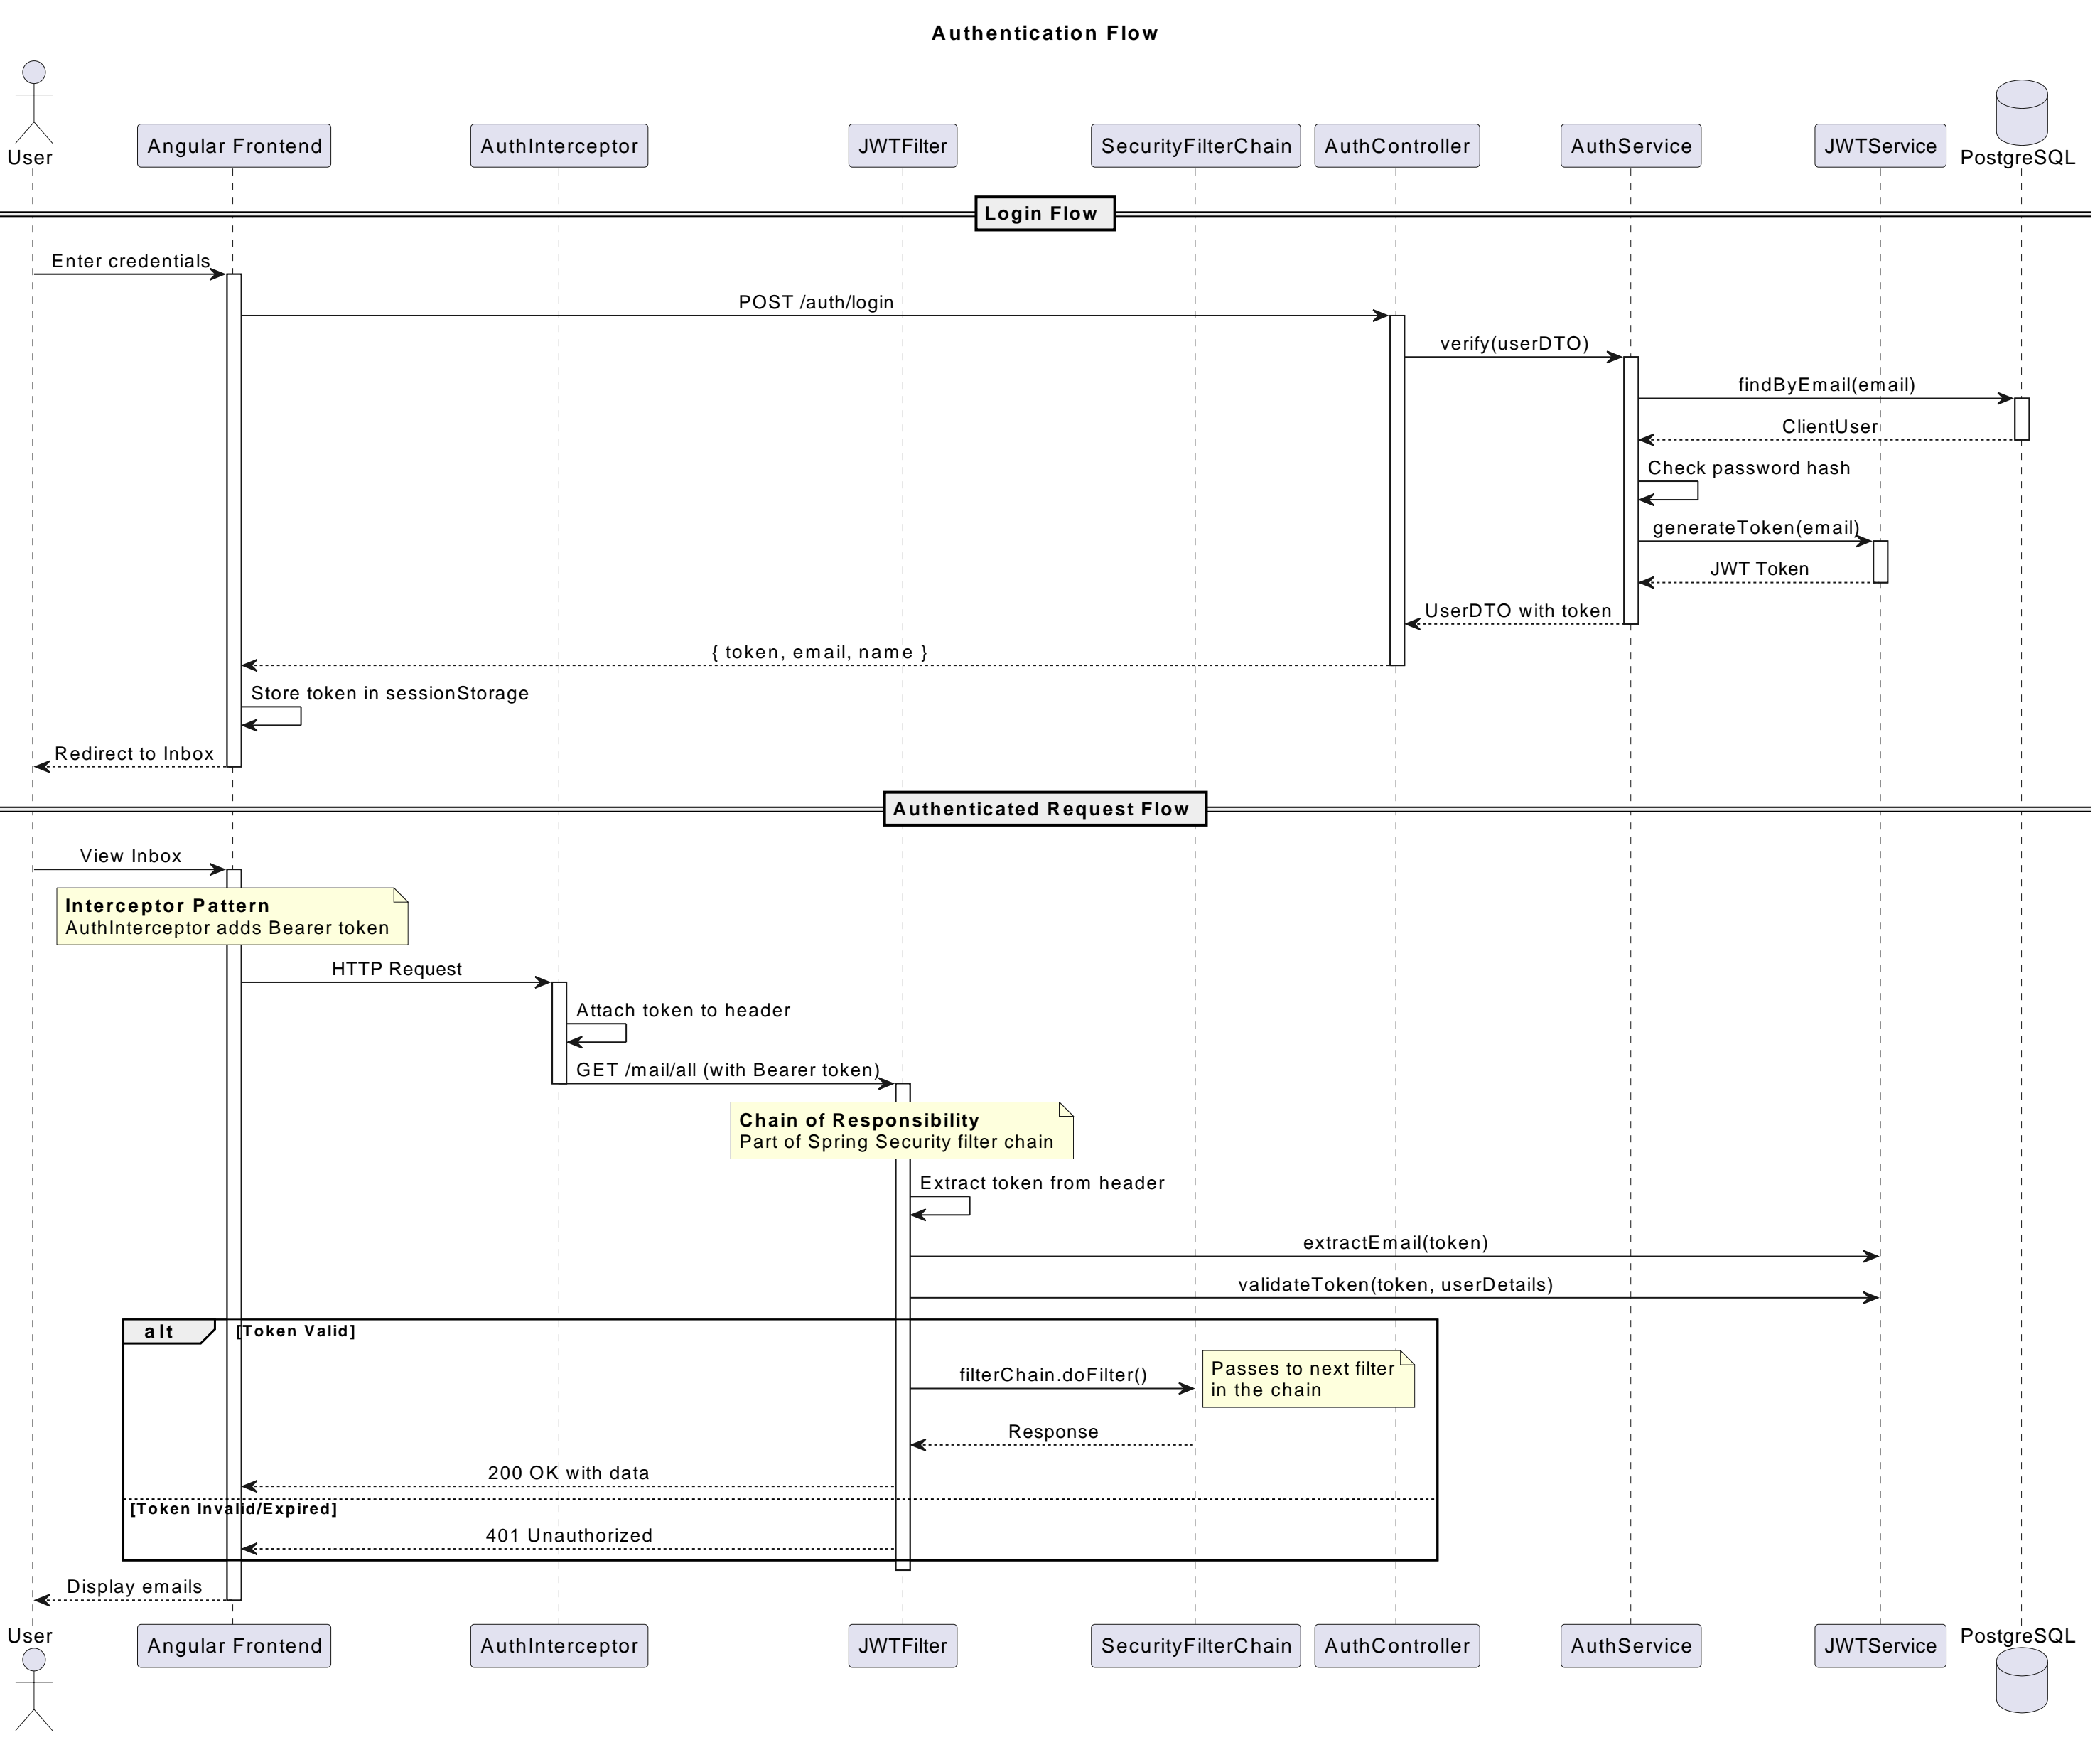 Authentication Flow
User
Angular Frontend
AuthInterceptor
JWTFilter
SecurityFilterChain
AuthController
AuthService
JWTService
PostgreSQL
Login Flow
Enter credentials
POST /auth/login
verify(userDTO)
findByEmail(email)
ClientUser
Check password hash
generateToken(email)
JWT Token
UserDTO with token
{ token, email, name }
Store token in sessionStorage
Redirect to Inbox
Authenticated Request Flow
View Inbox
Interceptor Pattern
AuthInterceptor adds Bearer token
HTTP Request
Attach token to header
GET /mail/all (with Bearer token)
Chain of Responsibility
Part of Spring Security filter chain
Extract token from header
extractEmail(token)
validateToken(token, userDetails)
alt
[Token Valid]
Passes to next filter
in the chain
filterChain.doFilter()
Response
200 OK with data
[Token Invalid/Expired]
401 Unauthorized
Display emails
User
Angular Frontend
AuthInterceptor
JWTFilter
SecurityFilterChain
AuthController
AuthService
JWTService
PostgreSQL